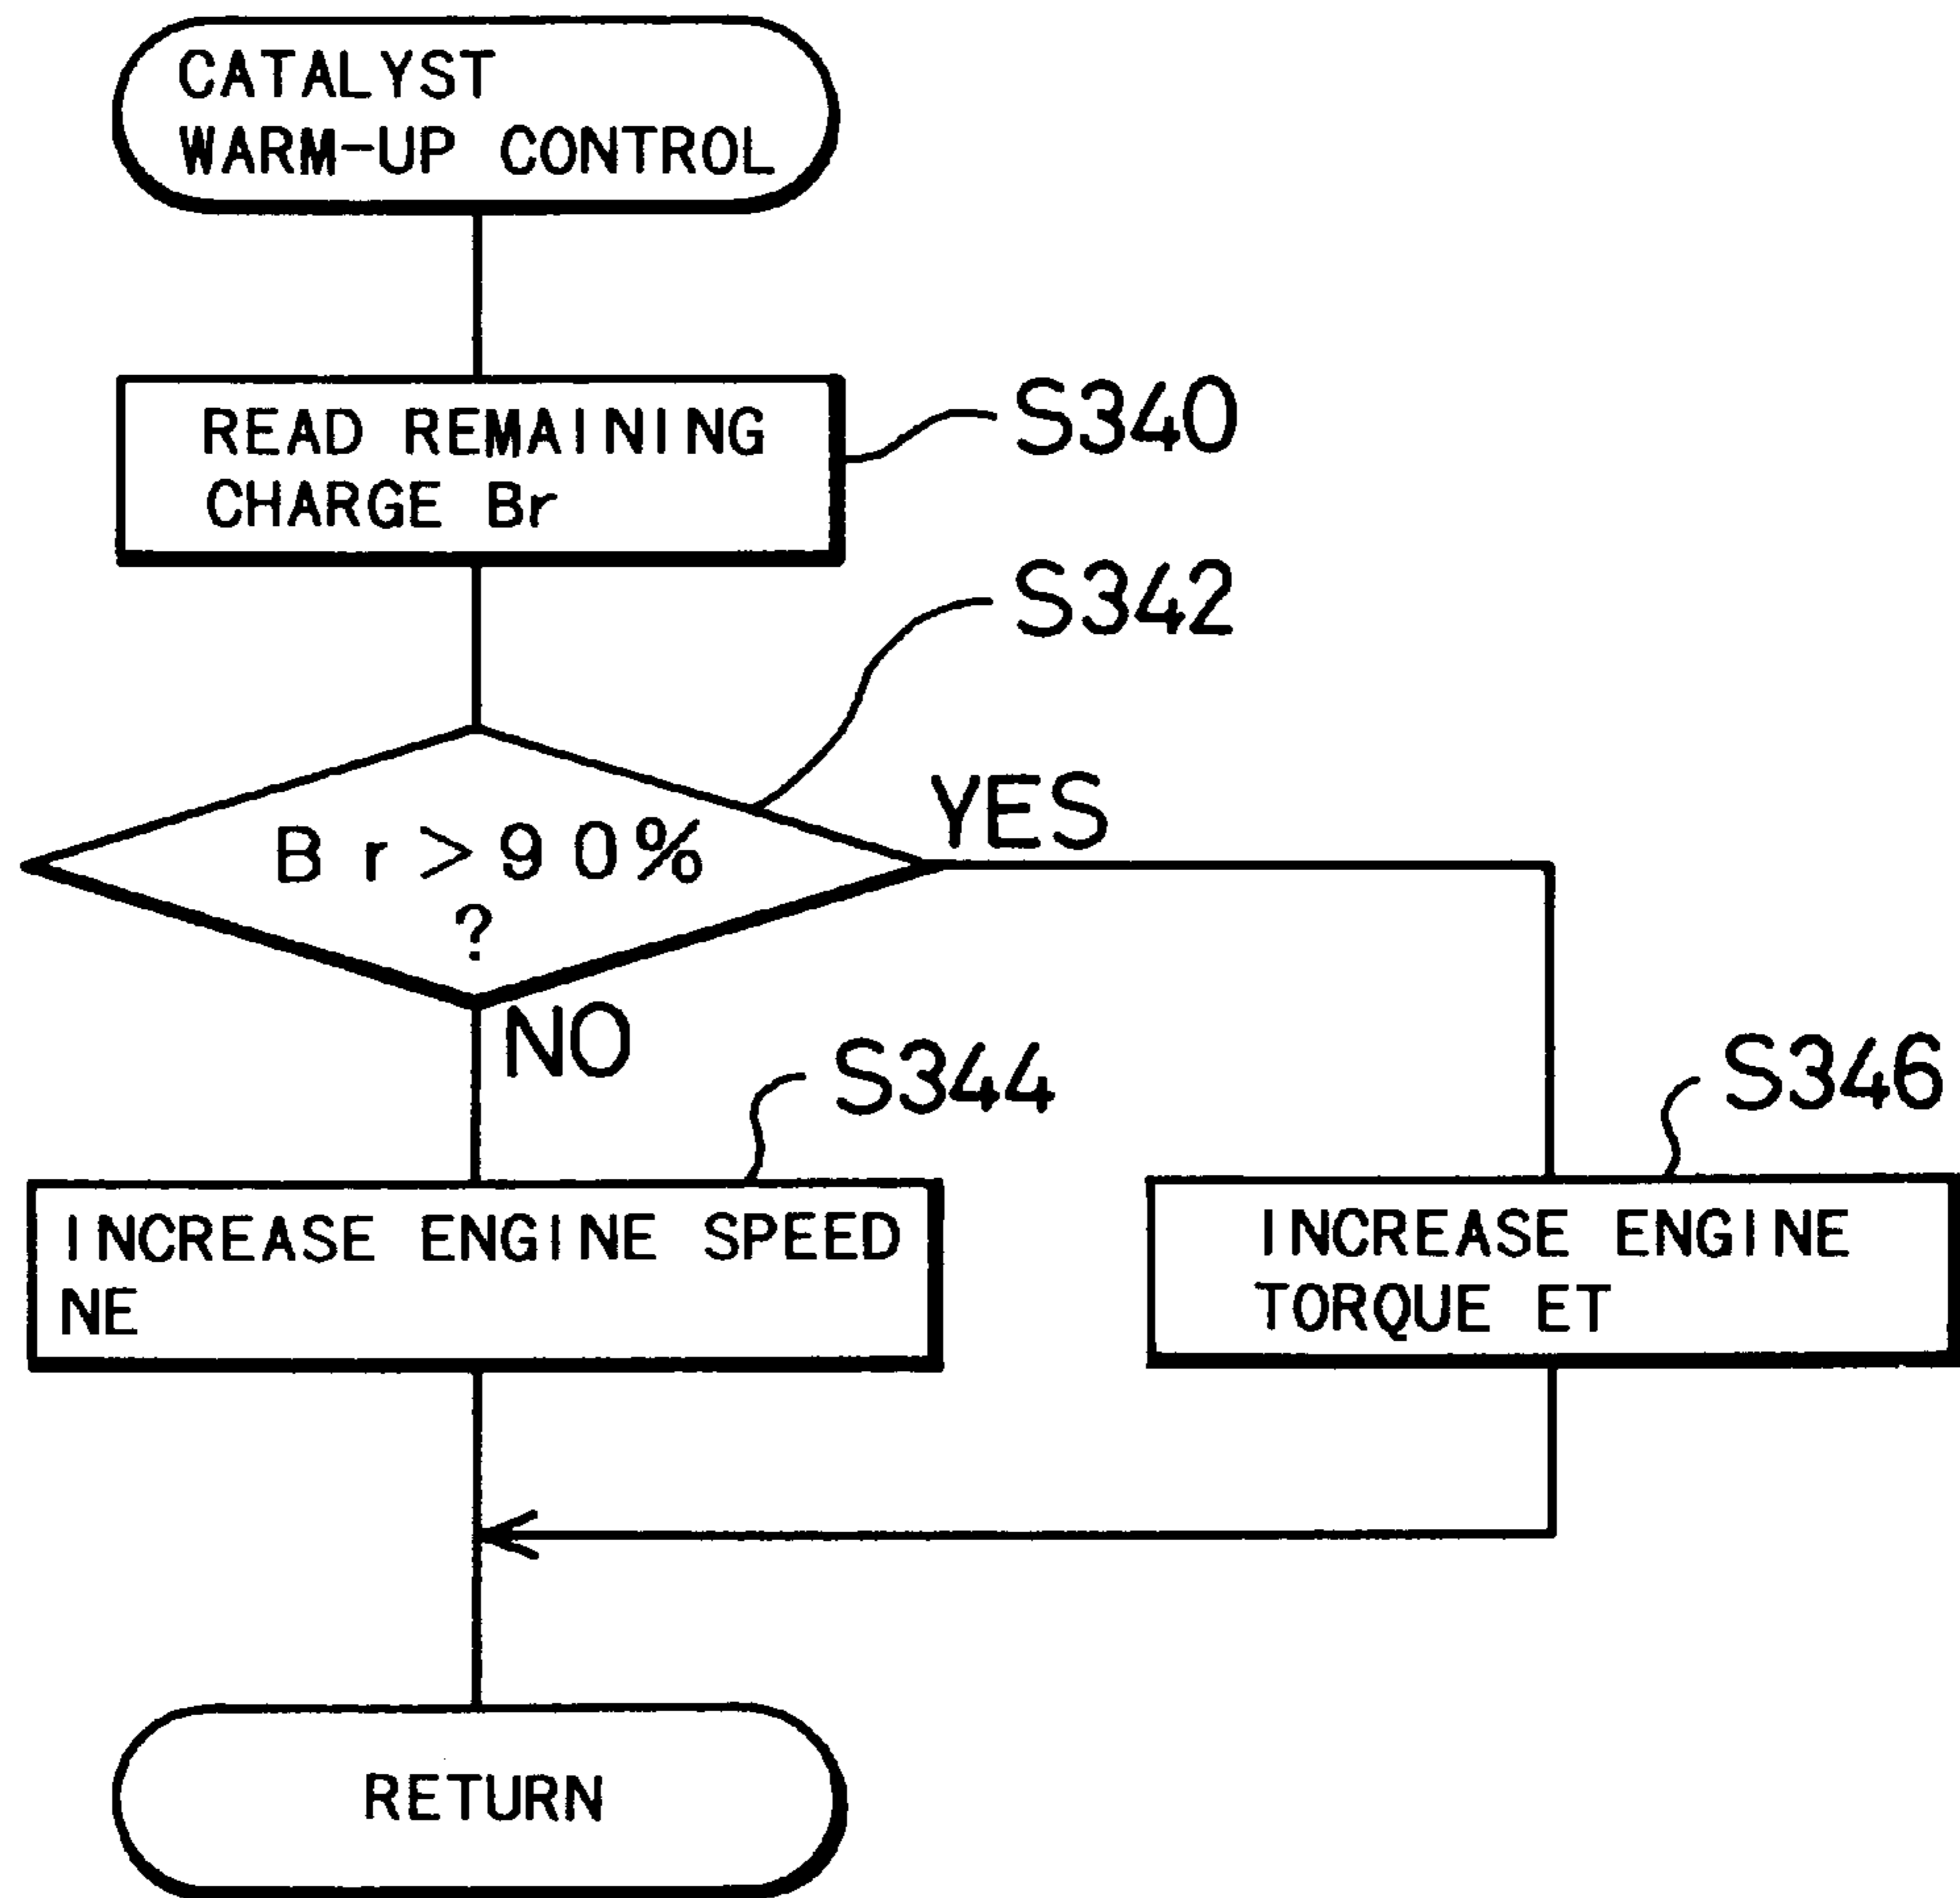 CATALYST
WARM-UP CONTROL
READ REMAINING
CHARGE Br
S340
S342
Br>90%
?
YES
NO
S344
INCREASE ENGINE SPEED
NE
S346
INCREASE ENGINE
TORQUE ET
RETURN